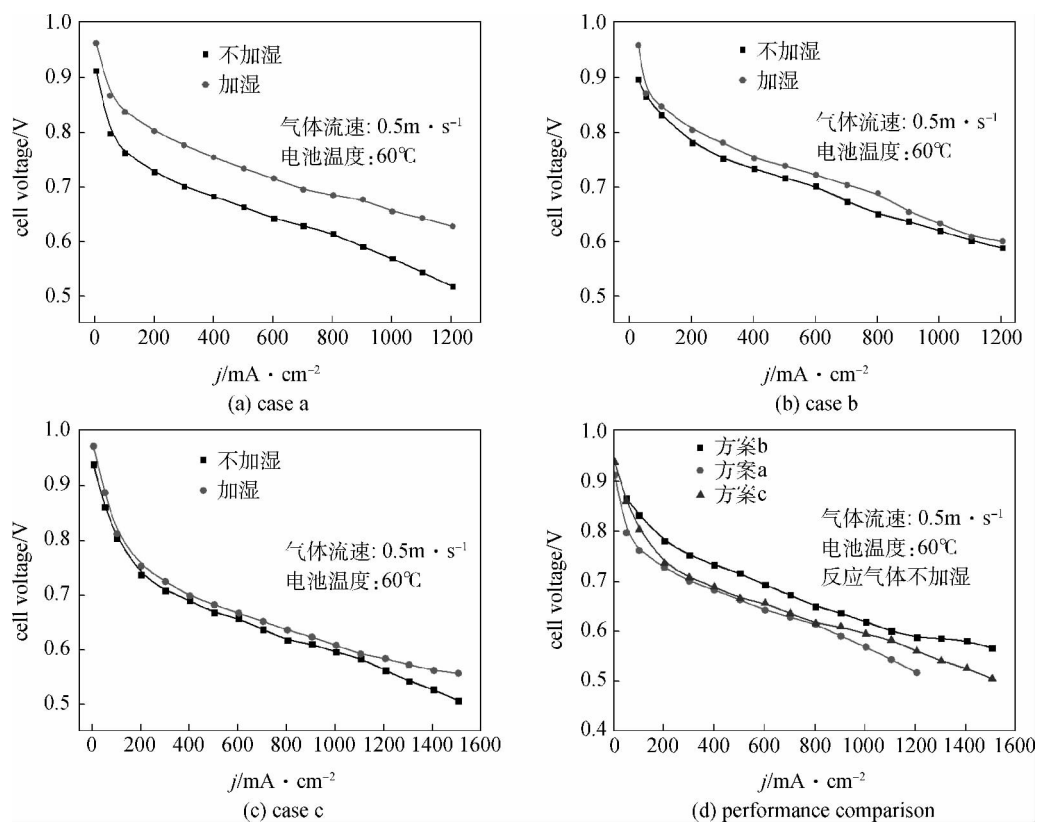 1.0
0.9
0.8
0.7
0.6
0.5
cell voltage/V
不加湿
加湿
气体流速: 0.5m·s⁻¹
电池温度:60℃
0 200 400 600 800 1000 1200
j/mA·cm⁻²
(a) case a
1.0
0.9
0.8
0.7
0.6
0.5
cell voltage/V
不加湿
加湿
气体流速: 0.5m·s⁻¹
电池温度:60℃
0 200 400 600 800 1000 1200
j/mA·cm⁻²
(b) case b
1.0
0.9
0.8
0.7
0.6
0.5
cell voltage/V
不加湿
加湿
气体流速: 0.5m·s⁻¹
电池温度:60℃
0 200 400 600 800 1000 1200 1400 1600
j/mA·cm⁻²
(c) case c
1.0
0.9
0.8
0.7
0.6
0.5
0.4
cell voltage/V
方案b
方案a
方案c
气体流速: 0.5m·s⁻¹
电池温度:60℃
反应气体不加湿
0 200 400 600 800 1000 1200 1400 1600
j/mA·cm⁻²
(d) performance comparison